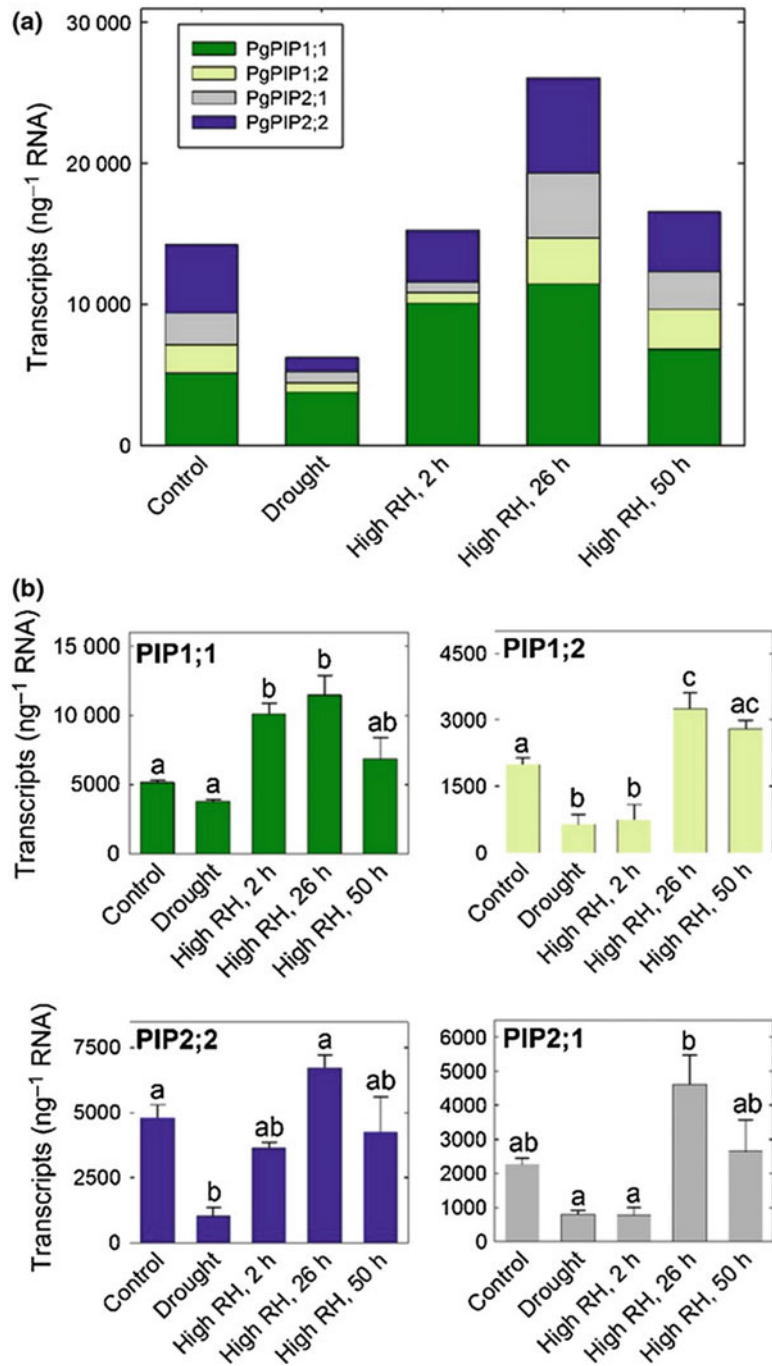 (a)
30 000
20 000
10 000
0
Transcripts (ng⁻¹ RNA)
PgPIP1;1
PgPIP1;2
PgPIP2;1
PgPIP2;2
Control
Drought
High RH, 2 h
High RH, 26 h
High RH, 50 h
(b)
Transcripts (ng⁻¹ RNA)
15 000
10 000
5000
0
PIP1;1
a
a
b
b
ab
Control
Drought
High RH, 2 h
High RH, 26 h
High RH, 50 h
4500
3000
1500
0
PIP1;2
a
b
b
c
ac
Control
Drought
High RH, 2 h
High RH, 26 h
High RH, 50 h
Transcripts (ng⁻¹ RNA)
7500
5000
2500
0
PIP2;2
a
b
ab
a
ab
Control
Drought
High RH, 2 h
High RH, 26 h
High RH, 50 h
6000
5000
4000
3000
2000
1000
0
PIP2;1
ab
a
a
b
ab
Control
Drought
High RH, 2 h
High RH, 26 h
High RH, 50 h